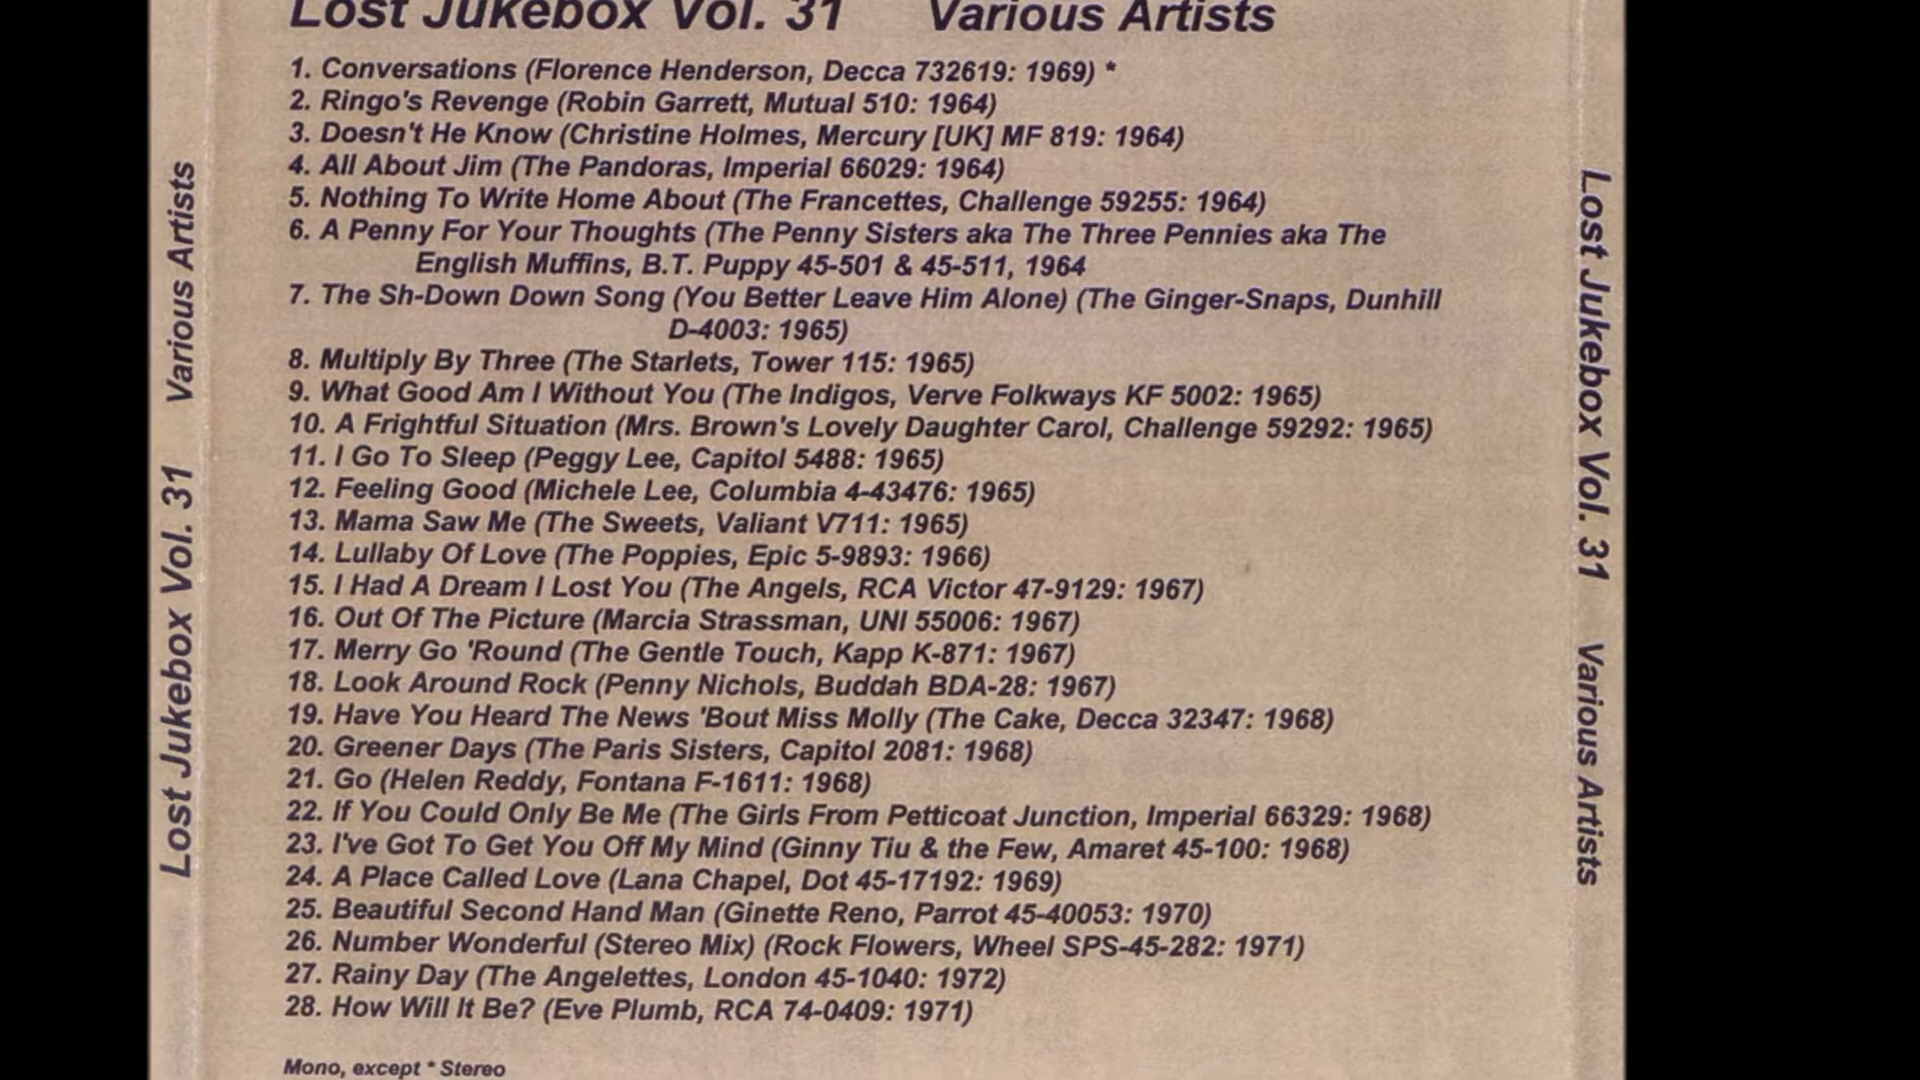 Lost Jukebox Vol. 31 Various Artists
1. Conversations (Florence Henderson, Decca 732619: 1969) *
2. Ringo's Revenge (Robin Garrett, Mutual 510: 1964)
3. Doesn't He Know (Christine Holmes, Mercury [UK] MF 819: 1964)
4. All About Jim (The Pandoras, Imperial 66029: 1964)
5. Nothing To Write Home About (The Francettes, Challenge 59255: 1964)
6. A Penny For Your Thoughts (The Penny Sisters aka The Three Pennies aka The
English Muffins, B.T. Puppy 45-501 & 45-511, 1964
7. The Sh-Down Down Song (You Better Leave Him Alone) (The Ginger-Snaps, Dunhill
D-4003: 1965)
8. Multiply By Three (The Starlets, Tower 115: 1965)
9. What Good Am I Without You (The Indigos, Verve Folkways KF 5002: 1965)
10. A Frightful Situation (Mrs. Brown's Lovely Daughter Carol, Challenge 59292: 1965)
11. I Go To Sleep (Peggy Lee, Capitol 5488: 1965)
12. Feeling Good (Michele Lee, Columbia 4-43476: 1965)
13. Mama Saw Me (The Sweets, Valiant V711: 1965)
14. Lullaby Of Love (The Poppies, Epic 5-9893: 1966)
15. I Had A Dream I Lost You (The Angels, RCA Victor 47-9129: 1967)
16. Out Of The Picture (Marcia Strassman, UNI 55006: 1967)
17. Merry Go 'Round (The Gentle Touch, Kapp K-871: 1967)
18. Look Around Rock (Penny Nichols, Buddah BDA-28: 1967)
19. Have You Heard The News 'Bout Miss Molly (The Cake, Decca 32347: 1968)
20. Greener Days (The Paris Sisters, Capitol 2081: 1968)
21. Go (Helen Reddy, Fontana F-1611: 1968)
22. If You Could Only Be Me (The Girls From Petticoat Junction, Imperial 66329: 1968)
23. I've Got To Get You Off My Mind (Ginny Tiu & the Few, Amaret 45-100: 1968)
24. A Place Called Love (Lana Chapel, Dot 45-17192: 1969)
25. Beautiful Second Hand Man (Ginette Reno, Parrot 45-40053: 1970)
26. Number Wonderful (Stereo Mix) (Rock Flowers, Wheel SPS-45-282: 1971)
27. Rainy Day (The Angelettes, London 45-1040: 1972)
28. How Will It Be? (Eve Plumb, RCA 74-0409: 1971)
Mono, except * Stereo
Lost Jukebox Vol. 31 Various Artists
Lost Jukebox Vol. 31 Various Artists